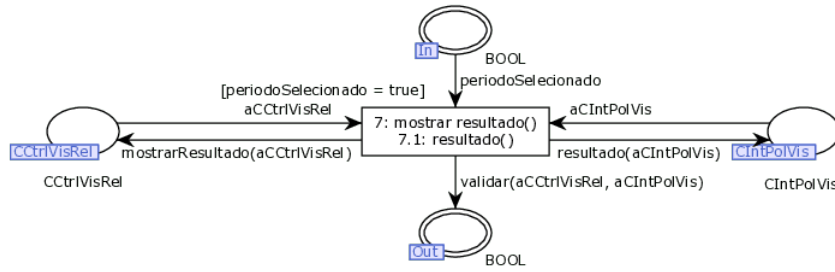 In
BOOL
periodoSelecionado
[periodoSelecionado = true]
aCCtrlVisRel
aCIntPolVis
7: mostrar resultado()
7.1: resultado()
CCtrlVisRel
mostrarResultado(aCCtrlVisRel)
resultado(aCIntPolVis)
CIntPolVis
CCtrlVisRel
CIntPolVis
validar(aCCtrlVisRel, aCIntPolVis)
Out
BOOL